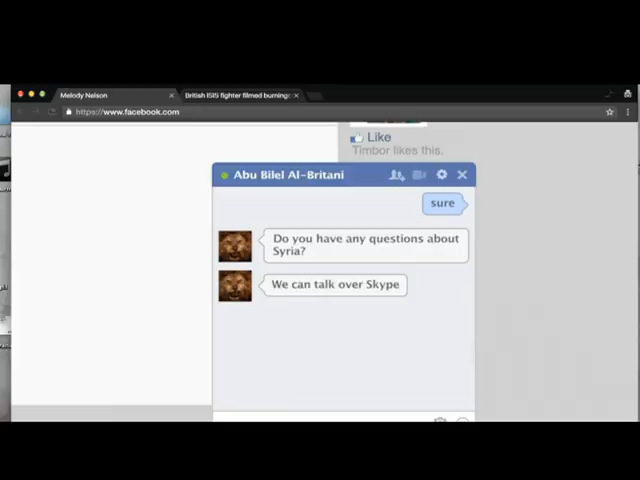 Melody Nelson
British ISIS fighter filmed burning
https://www.facebook.com
Like
Timbor likes this.
Abu Bilel Al-Britani
sure
Do you have any questions about
Syria?
We can talk over Skype